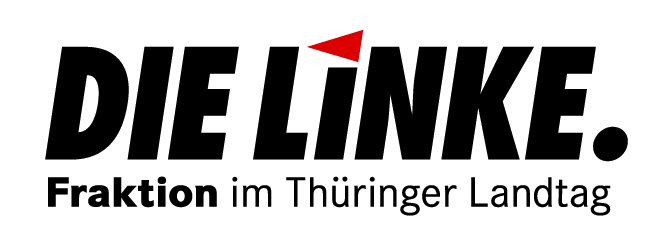 DIE LINKE.
Fraktion im Thüringer Landtag